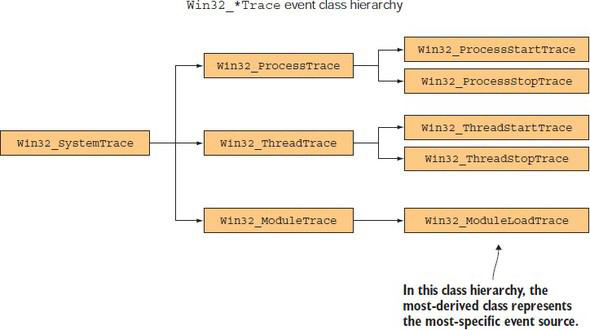 Win32_*Trace event class hierarchy
Win32_ProcessStartTrace
Win32_ProcessTrace
Win32_ProcessStopTrace
Win32_ThreadStartTrace
Win32_SystemTrace
Win32_ThreadTrace
Win32_ThreadStopTrace
Win32_ModuleTrace
Win32_ModuleLoadTrace
In this class hierarchy, the
most-derived class represents
the most-specific event source.